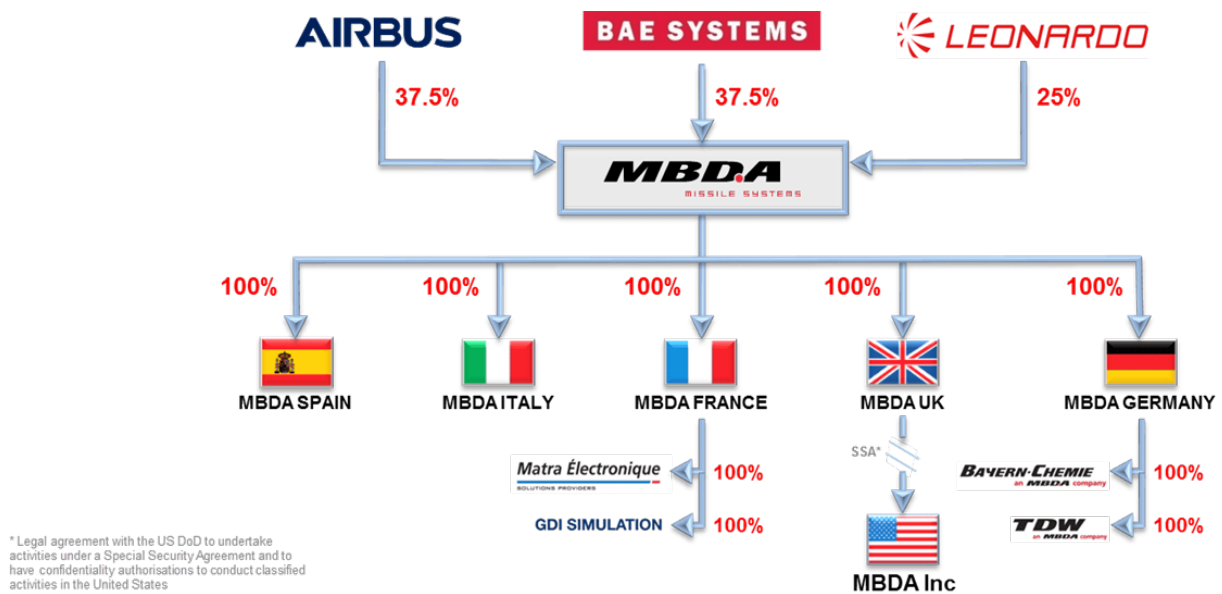 AIRBUS
BAE SYSTEMS
LEONARDO
37.5%
37.5%
25%
MBDA
MISSILE SYSTEMS
100%
100%
100%
100%
100%
MBDA SPAIN
MBDA ITALY
MBDA FRANCE
MBDA UK
MBDA GERMANY
SSA*
Matra Électronique
SOLUTIONS PROVIDERS
100%
BAYERN-CHEMIE
an MBDA company
100%
GDI SIMULATION
100%
TDW
an MBDA company
100%
MBDA Inc
* Legal agreement with the US DoD to undertake
activities under a Special Security Agreement and to
have confidentiality authorisations to conduct classified
activities in the United States